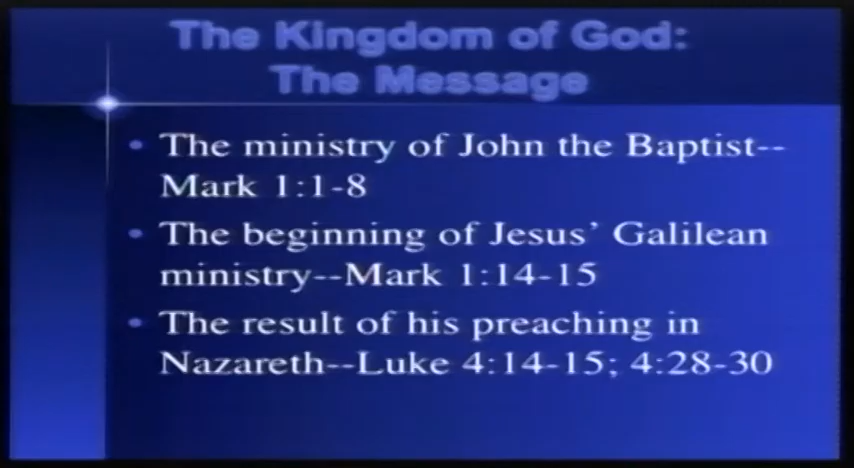 The Kingdom of God:
The Message
• The ministry of John the Baptist--
Mark 1:1-8
• The beginning of Jesus’ Galilean
ministry--Mark 1:14-15
• The result of his preaching in
Nazareth--Luke 4:14-15; 4:28-30